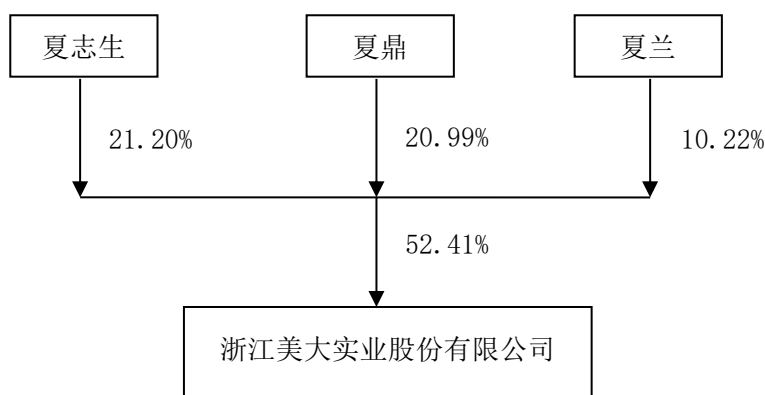 夏志生
夏鼎
夏兰
21.20%
20.99%
10.22%
52.41%
浙江美大实业股份有限公司